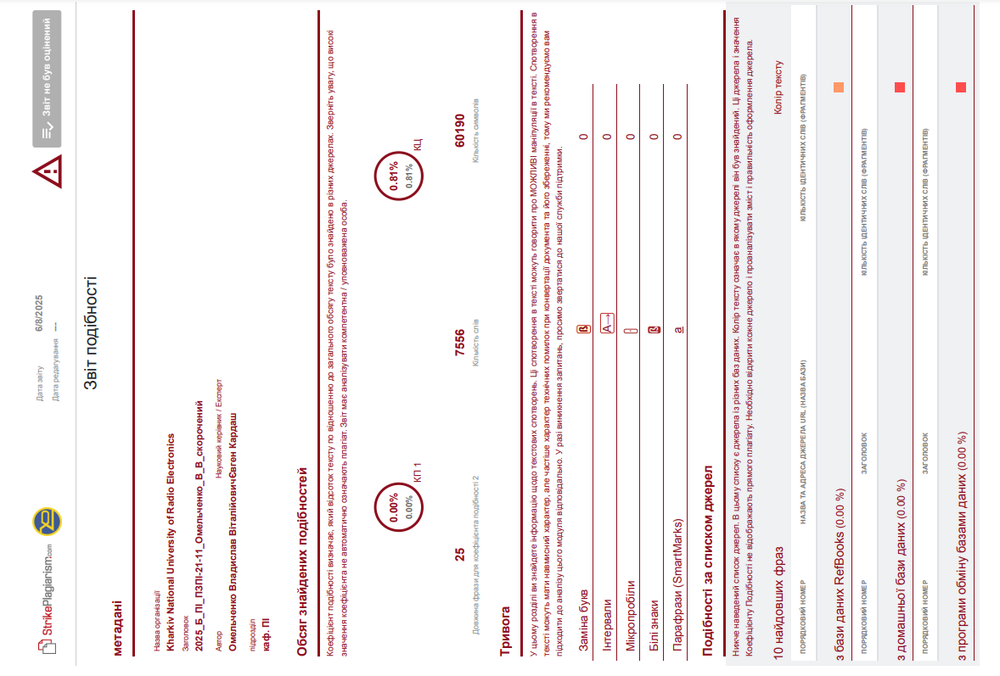 StrikePlagiarism.com
Дата звіту 6/8/2025
Дата редагування ---
Звіт не був оцінений
Звіт подібності
метадані
Назва організації
Kharkiv National University of Radio Electronics
Заголовок
2025_Б_ПІ_ПЗПІ-21-11_Омельченко_В_В_скорочений
Автор Науковий керівник / Експерт
Омельченко Владислав ВіталійовичЄвген Кардаш
підрозділ
каф. ПІ
Обсяг знайдених подібностей
Коефіцієнт подібності визначає, який відсоток тексту по відношенню до загального обсягу тексту було знайдено в різних джерелах. Зверніть увагу, що високі
значення коефіцієнта не автоматично означають плагіат. Звіт має аналізувати компетентна / уповноважена особа.
0.00% 0.81%
0.00% 0.81%
КП 1 КЦ
25 7556 60190
Довжина фрази для коефіцієнта подібності 2 Кількість слів Кількість символів
Тривога
У цьому розділі ви знайдете інформацію щодо текстових спотворень. Ці спотворення в тексті можуть говорити про МОЖЛИВІ маніпуляції в тексті. Спотворення в
тексті можуть мати навмисний характер, але частіше характер технічних помилок при конвертації документа та його збереженні, тому ми рекомендуємо вам
підходити до аналізу цього модуля відповідально. У разі виникнення запитань, просимо звертатися до нашої служби підтримки.
Заміна букв ß 0
Інтервали A→ 0
Мікропробіли 0
Білі знаки ß 0
Парафрази (SmartMarks) a 0
Подібності за списком джерел
Нижче наведений список джерел. В цьому списку є джерела із різних баз даних. Колір тексту означає в якому джерелі він був знайдений. Ці джерела і значення
Коефіцієнту Подібності не відображають прямого плагіату. Необхідно відкрити кожне джерело і проаналізувати зміст і правильність оформлення джерела.
10 найдовших фраз Колір тексту
ПОРЯДКОВИЙ НОМЕР НАЗВА ТА АДРЕСА ДЖЕРЕЛА URL (НАЗВА БАЗИ) КІЛЬКІСТЬ ІДЕНТИЧНИХ СЛІВ (ФРАГМЕНТІВ)
з бази даних RefBooks (0.00 %)
ПОРЯДКОВИЙ НОМЕР ЗАГОЛОВОК КІЛЬКІСТЬ ІДЕНТИЧНИХ СЛІВ (ФРАГМЕНТІВ)
з домашньої бази даних (0.00 %)
ПОРЯДКОВИЙ НОМЕР ЗАГОЛОВОК КІЛЬКІСТЬ ІДЕНТИЧНИХ СЛІВ (ФРАГМЕНТІВ)
з програми обміну базами даних (0.00 %)